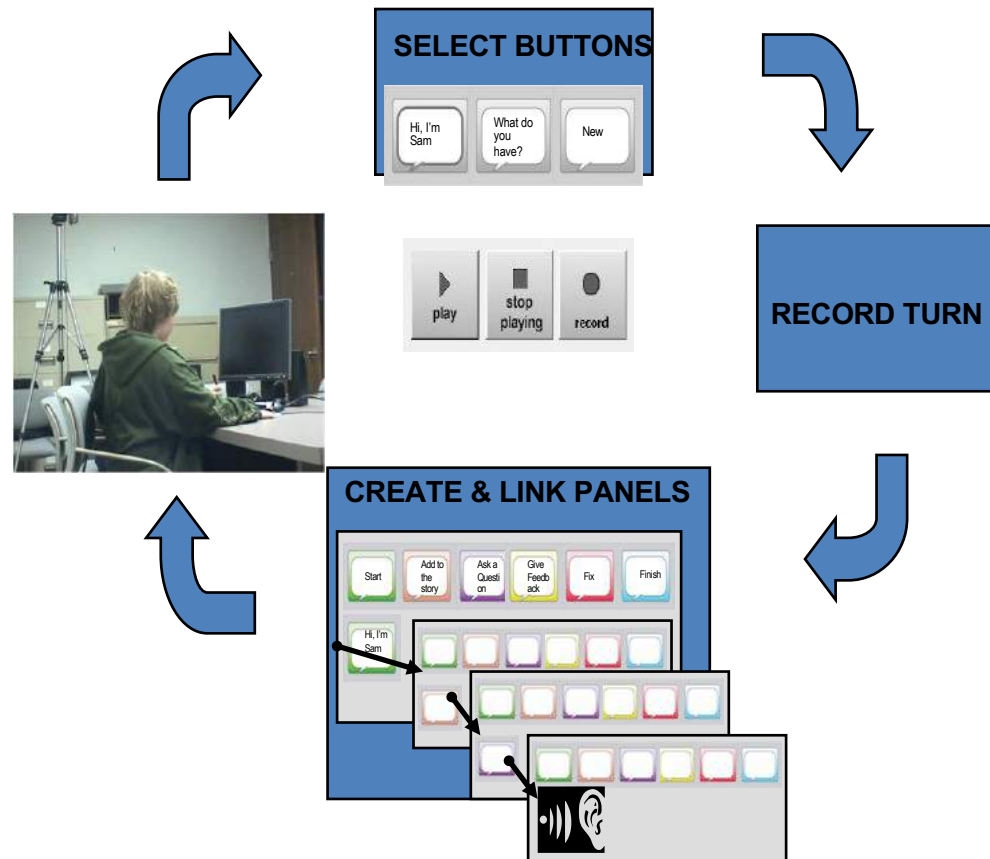 SELECT BUTTONS
Hi, I'm
Sam
What do
you
have?
New
play
stop
playing
record
RECORD TURN
CREATE & LINK PANELS
Start
Add to
the
story
Ask a
Questi
on
Give
Feedb
ack
Fix
Finish
Hi, I'm
Sam